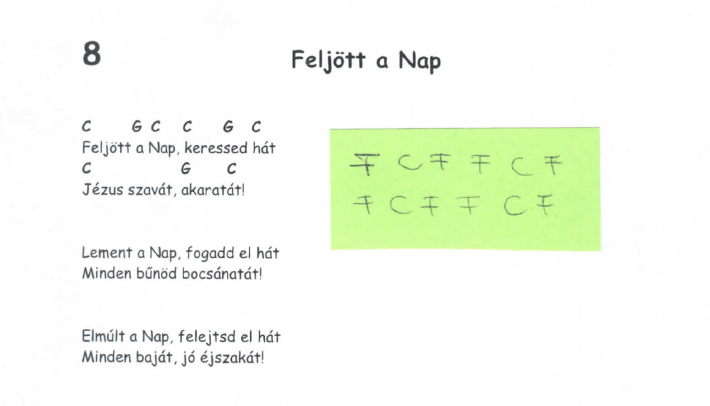 8
Feljött a Nap
C G C C G C
Feljött a Nap, keressed hát
C G C
Jézus szavát, akaratát!
Lement a Nap, fogadd el hát
Minden bűnöd bocsánatát!
Elmúlt a Nap, felejtsd el hát
Minden baját, jó éjszakát!
F C F F C F
F C F F C F